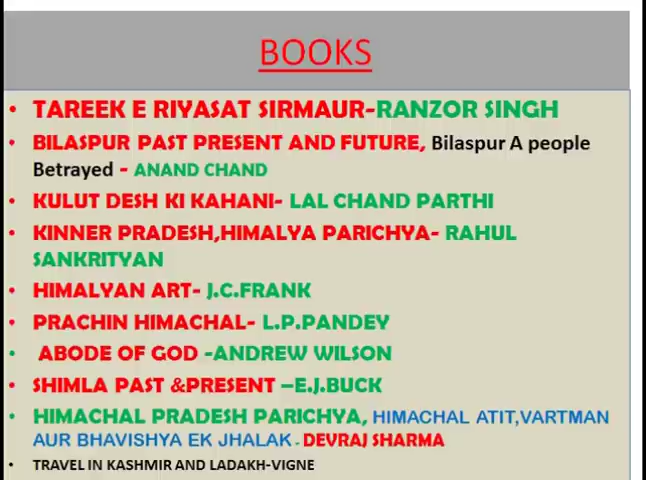 BOOKS
• TAREEK E RIYASAT SIRMAUR-RANZOR SINGH
• BILASPUR PAST PRESENT AND FUTURE, Bilaspur A people
Betrayed - ANAND CHAND
• KULUT DESH KI KAHANI- LAL CHAND PARTHI
• KINNER PRADESH,HIMALYA PARICHYA- RAHUL
SANKRITYAN
• HIMALYAN ART- J.C.FRANK
• PRACHIN HIMACHAL- L.P.PANDEY
• ABODE OF GOD -ANDREW WILSON
• SHIMLA PAST &PRESENT –E.J.BUCK
• HIMACHAL PRADESH PARICHYA, HIMACHAL ATIT,VARTMAN
AUR BHAVISHYA EK JHALAK - DEVRAJ SHARMA
• TRAVEL IN KASHMIR AND LADAKH-VIGNE